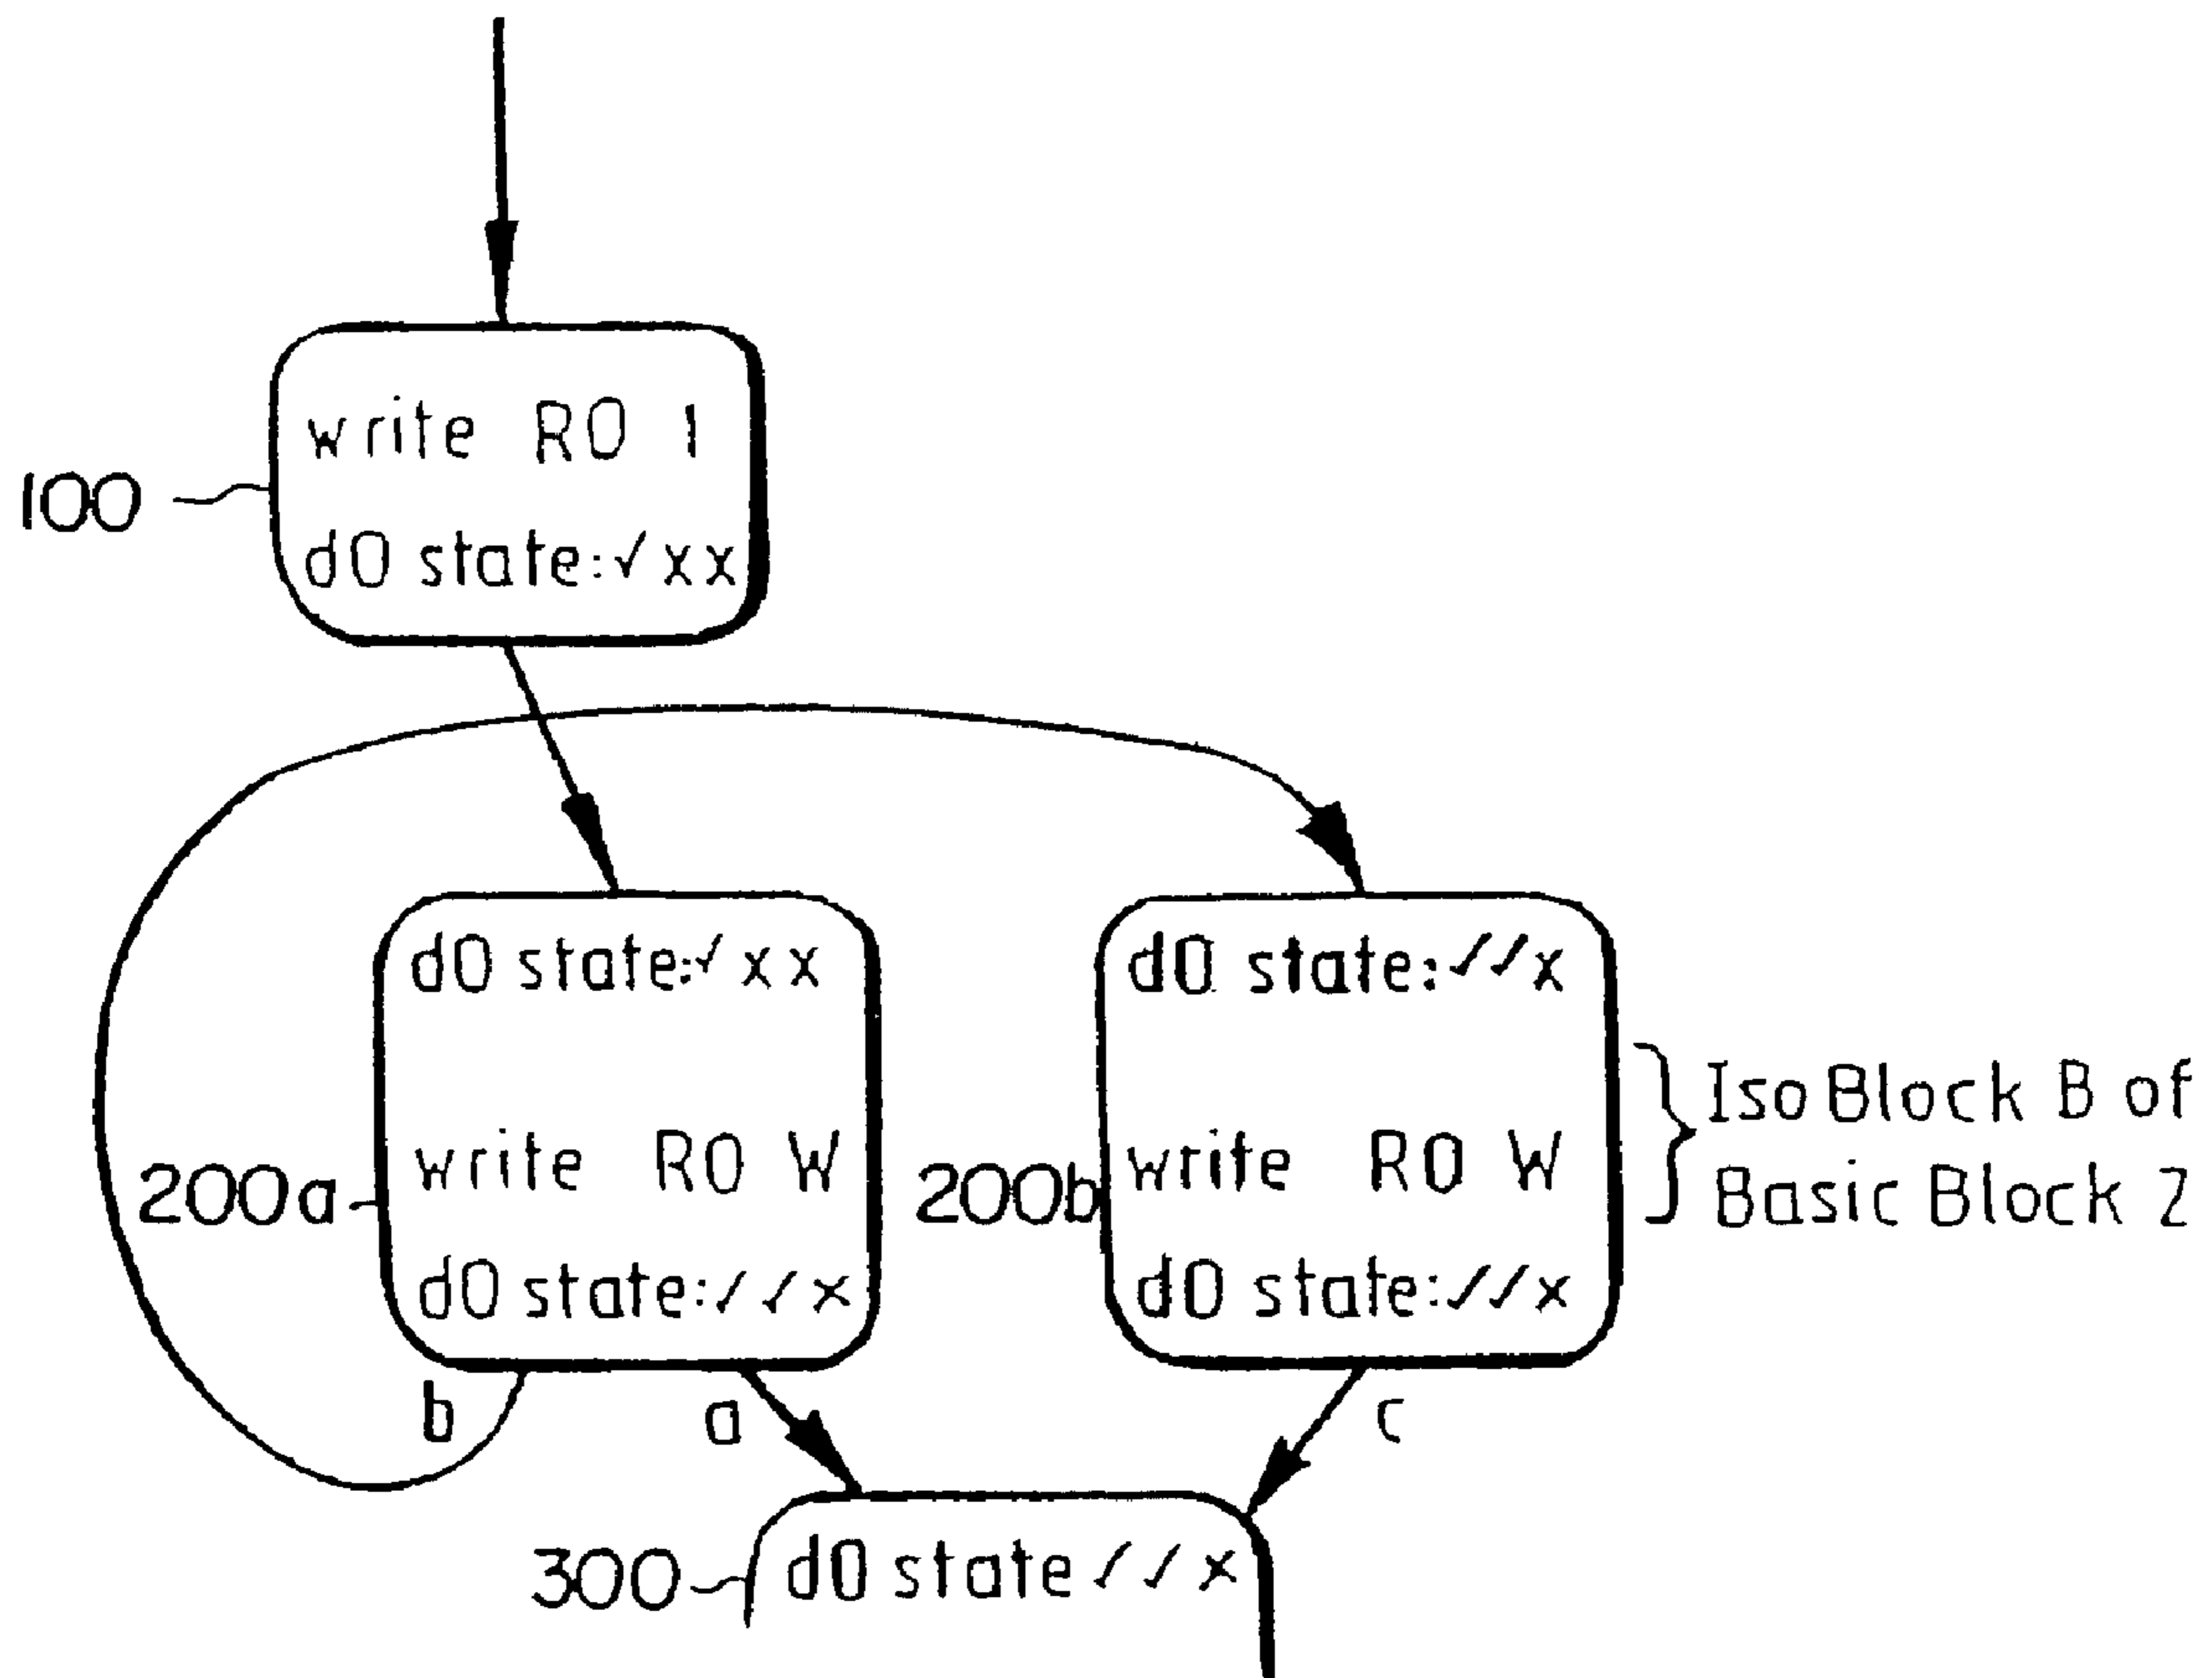 write R0 1
100
d0 state:✓xx
d0 state:✓xx
d0 state:✓✓x
Iso Block B of
write R0 W
write R0 W
200a
200b
Basic Block 2
d0 state:✓✓x
d0 state:✓✓x
b
a
c
300
d0 state ✓✓x